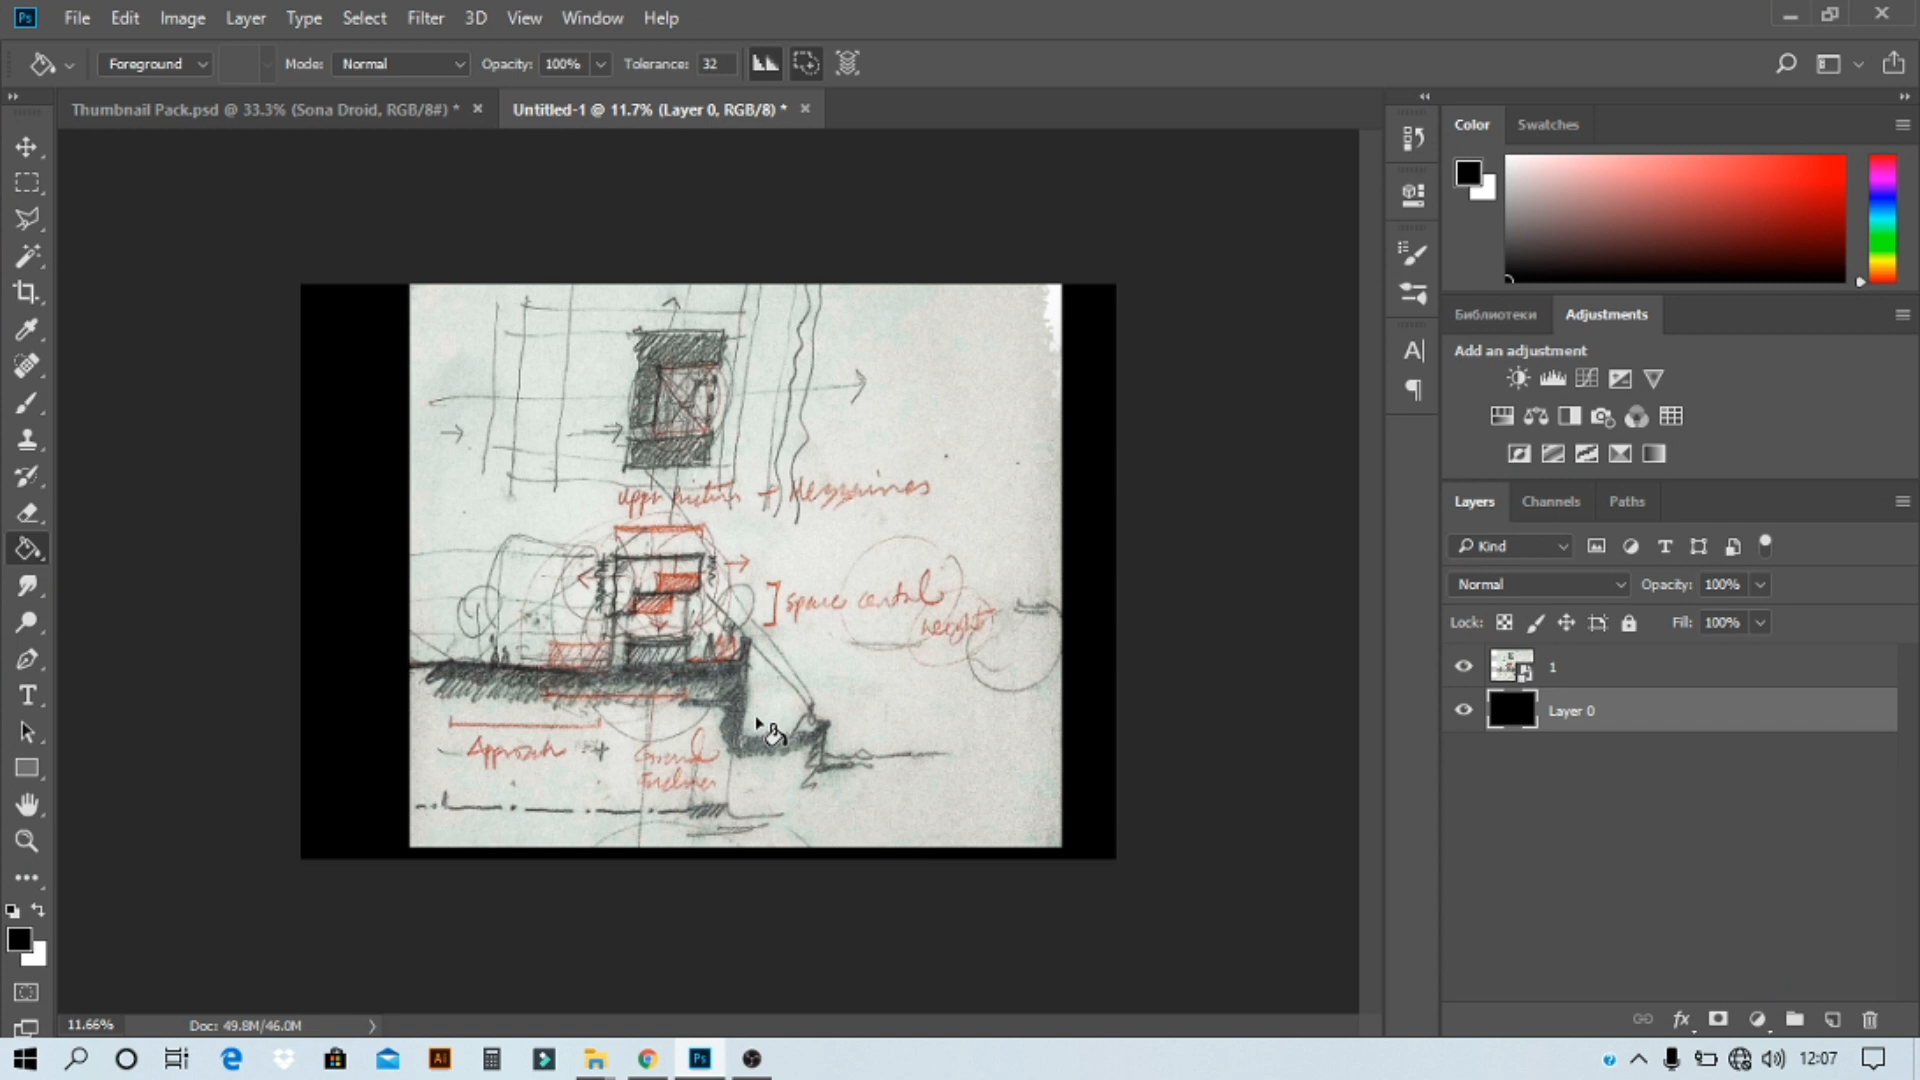 File Edit Image Layer Type Select Filter 3D View Window Help
Foreground Mode: Normal Opacity: 100% Tolerance: 32
Thumbnail Pack.psd @ 33.3% (Sona Droid, RGB/8#) * Untitled-1 @ 11.7% (Layer 0, RGB/8) *
Color Swatches
Библиотеки Adjustments
Add an adjustment
Layers Channels Paths
Kind
Normal Opacity: 100%
Lock: Fill: 100%
1
Layer 0
Approach
Ground
11.66% Doc: 49.8M/46.0M
12:07